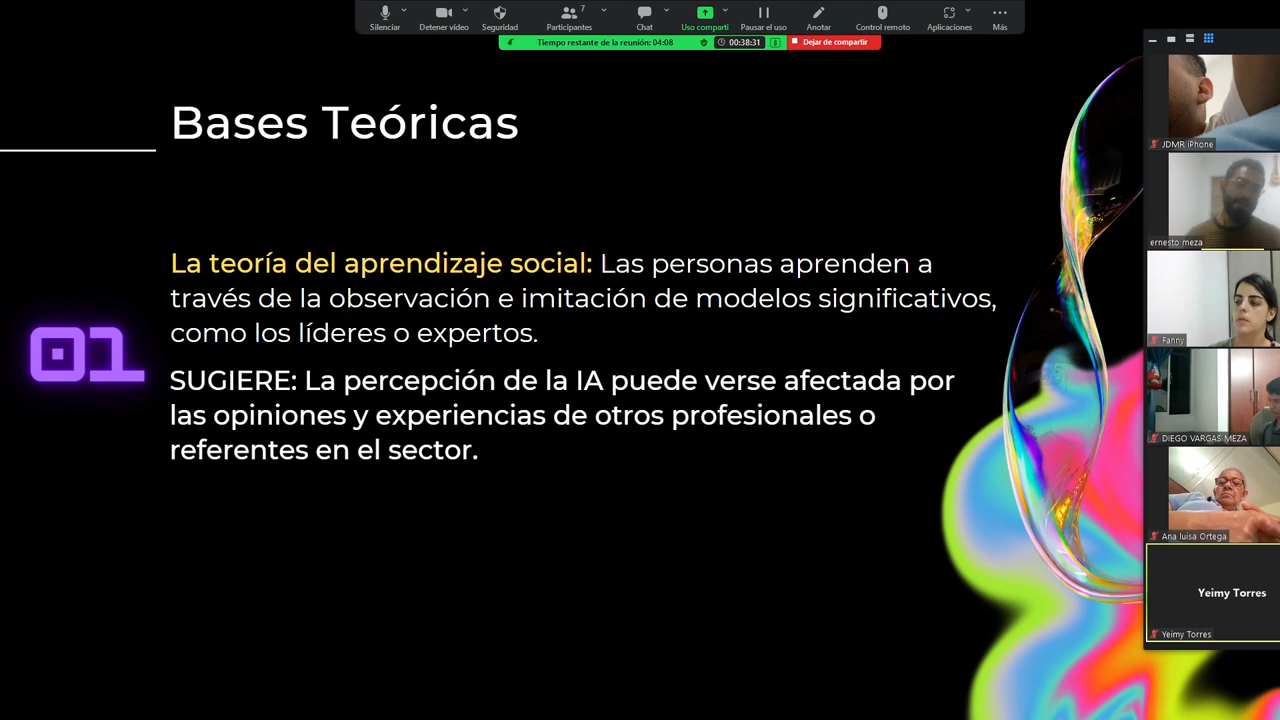 Silenciar
Detener vídeo
Seguridad
Participantes
7
Chat
Uso comparti
Pausar el uso
Anotar
Control remoto
Aplicaciones
Más
Tiempo restante de la reunión: 04:08
00:38:31
Dejar de compartir
Bases Teóricas
La teoría del aprendizaje social: Las personas aprenden a
través de la observación e imitación de modelos significativos,
como los líderes o expertos.
01
SUGIERE: La percepción de la IA puede verse afectada por
las opiniones y experiencias de otros profesionales o
referentes en el sector.
JDMR iPhone
ernesto meza
Fanny
DIEGO VARGAS MEZA
Ana luisa Ortega
Yeimy Torres
Yeimy Torres